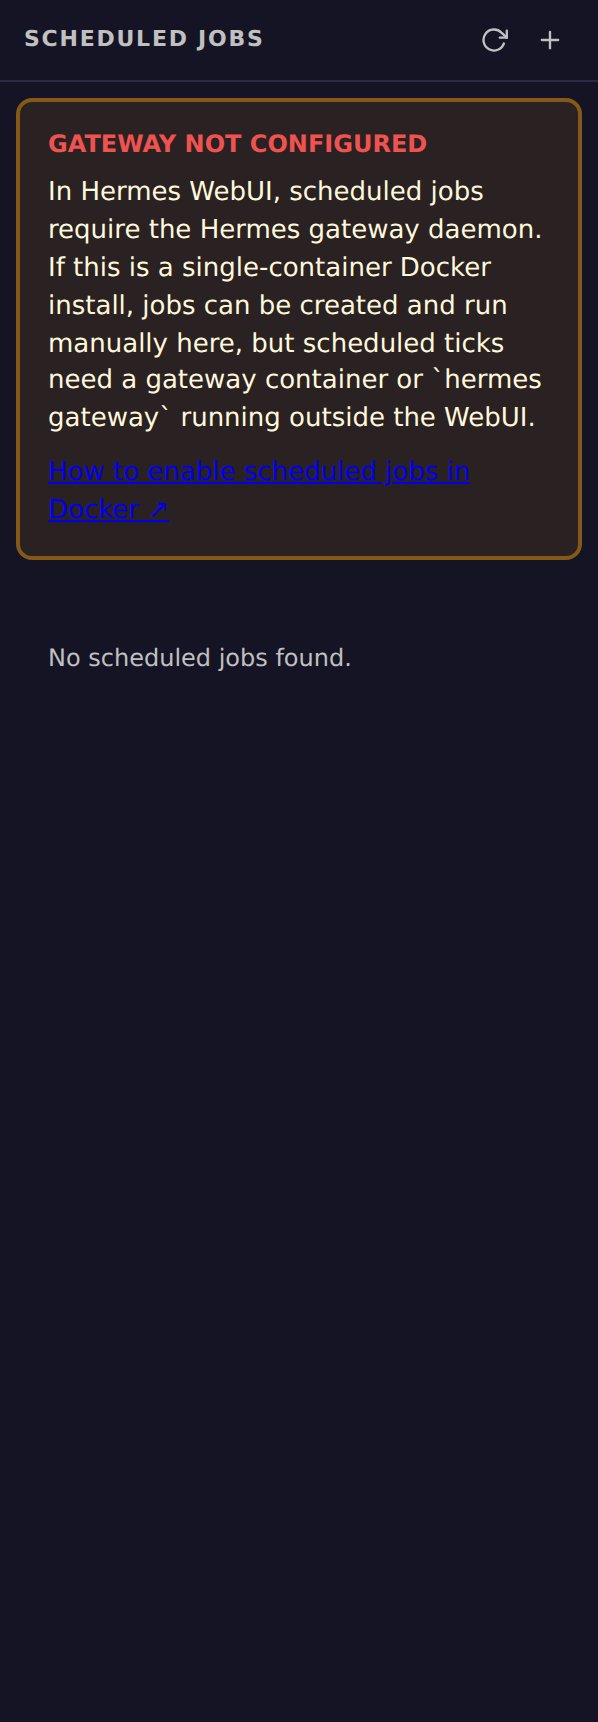 SCHEDULED JOBS
GATEWAY NOT CONFIGURED
In Hermes WebUI, scheduled jobs
require the Hermes gateway daemon.
If this is a single-container Docker
install, jobs can be created and run
manually here, but scheduled ticks
need a gateway container or `hermes
gateway` running outside the WebUI.
How to enable scheduled jobs in
Docker ↗
No scheduled jobs found.